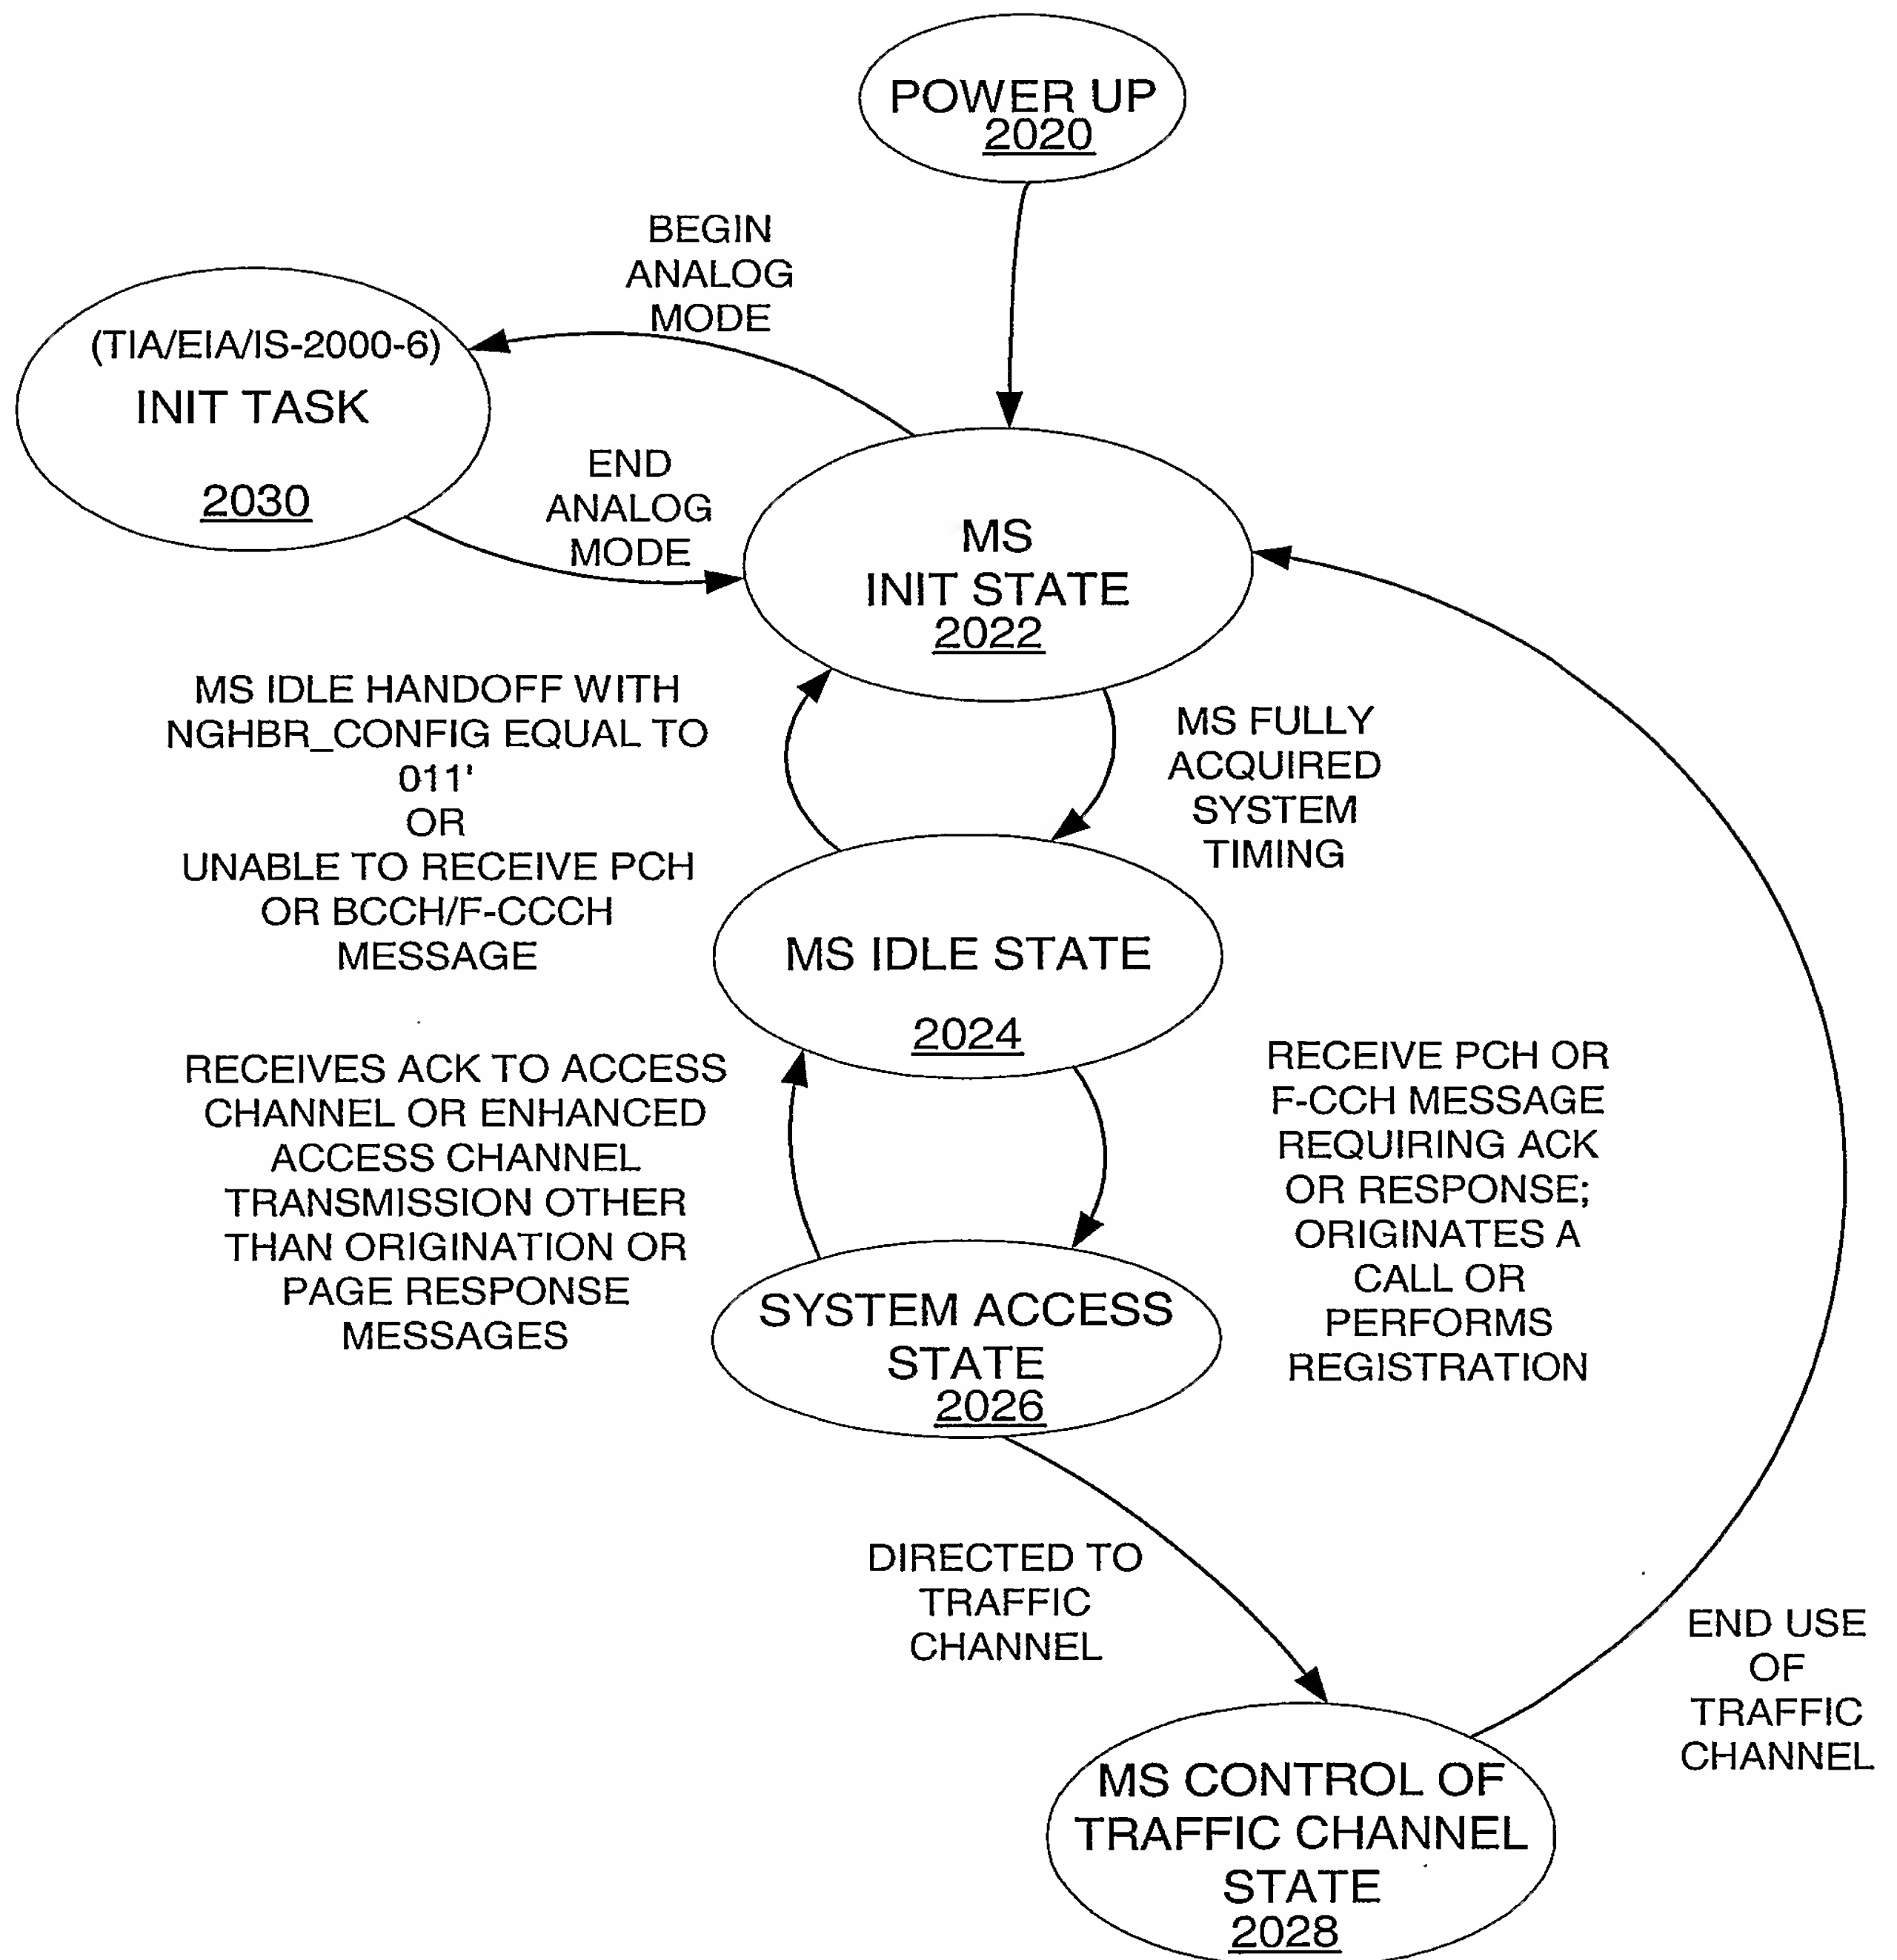 POWER UP
2020
BEGIN
ANALOG
MODE
(TIA/EIA/IS-2000-6)
INIT TASK
2030
END
ANALOG
MODE
MS
INIT STATE
2022
MS IDLE HANDOFF WITH
NGHBR_CONFIG EQUAL TO
011'
OR
UNABLE TO RECEIVE PCH
OR BCCH/F-CCCH
MESSAGE
MS FULLY
ACQUIRED
SYSTEM
TIMING
MS IDLE STATE
2024
RECEIVES ACK TO ACCESS
CHANNEL OR ENHANCED
ACCESS CHANNEL
TRANSMISSION OTHER
THAN ORIGINATION OR
PAGE RESPONSE
MESSAGES
RECEIVE PCH OR
F-CCH MESSAGE
REQUIRING ACK
OR RESPONSE;
ORIGINATES A
CALL OR
PERFORMS
REGISTRATION
SYSTEM ACCESS
STATE
2026
DIRECTED TO
TRAFFIC
CHANNEL
END USE
OF
TRAFFIC
CHANNEL
MS CONTROL OF
TRAFFIC CHANNEL
STATE
2028